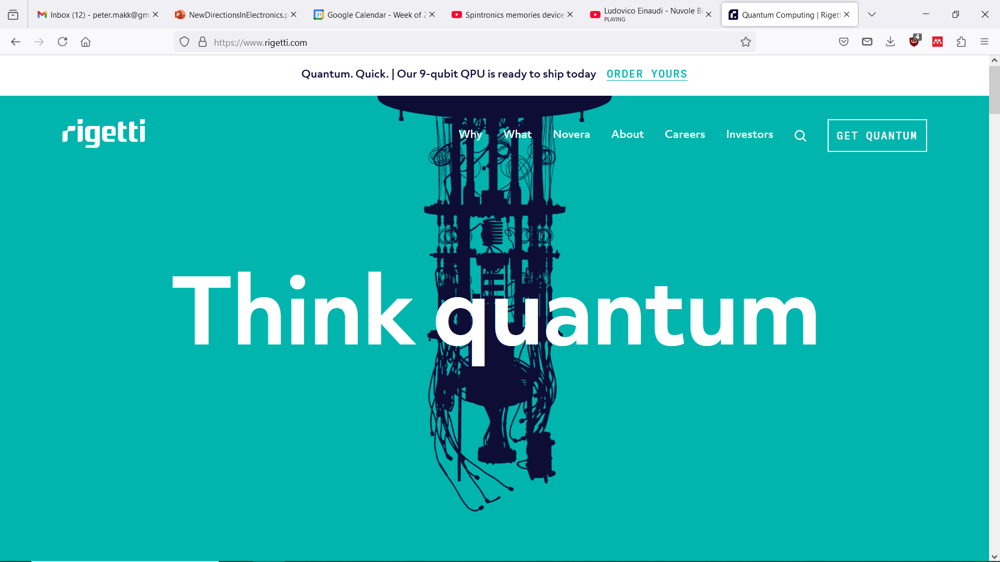 Inbox (12) - peter.makk@gm
NewDirectionsInElectronics.p
Google Calendar - Week of 2
Spintronics memories device
Ludovico Einaudi - Nuvole Bi
PLAYING
Quantum Computing | Rigett
https://www.rigetti.com
4
Quantum. Quick. | Our 9-qubit QPU is ready to ship today ORDER YOURS
rigetti
Why What Novera About Careers Investors GET QUANTUM
Think quantum